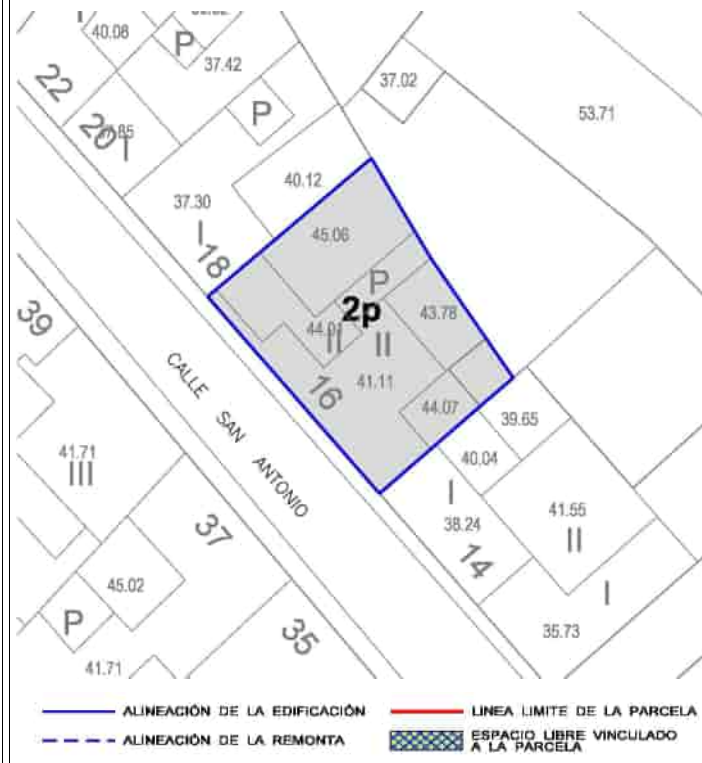 40.08
P
37.42
22
20
I
P
37.02
53.71
40.12
37.30
I
18
45.06
P
2p
44.01
II
II
43.78
16
41.11
44.07
39.65
40.04
I
38.24
14
41.55
II
I
35.73
39
CALLE SAN ANTONIO
41.71
III
37
45.02
P
35
41.71
ALINEACIÓN DE LA EDIFICACIÓN
LINEA LIMITE DE LA PARCELA
ALINEACIÓN DE LA REMONTA
ESPACIO LIBRE VINCULADO
A LA PARCELA